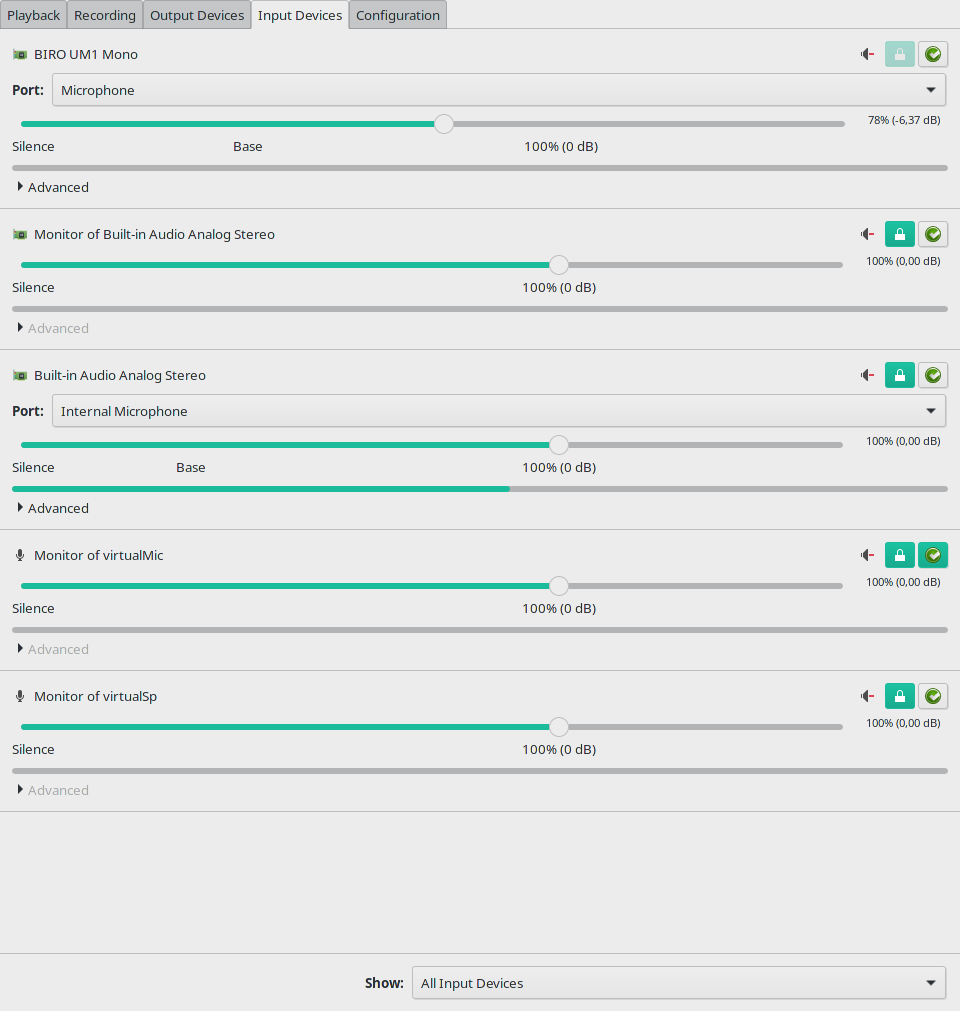 Playback Recording Output Devices Input Devices Configuration
BIRO UM1 Mono
Port: Microphone
78% (-6,37 dB)
Silence Base 100% (0 dB)
Advanced
Monitor of Built-in Audio Analog Stereo
100% (0,00 dB)
Silence 100% (0 dB)
Advanced
Built-in Audio Analog Stereo
Port: Internal Microphone
100% (0,00 dB)
Silence Base 100% (0 dB)
Advanced
Monitor of virtualMic
100% (0,00 dB)
Silence 100% (0 dB)
Advanced
Monitor of virtualSp
100% (0,00 dB)
Silence 100% (0 dB)
Advanced
Show: All Input Devices